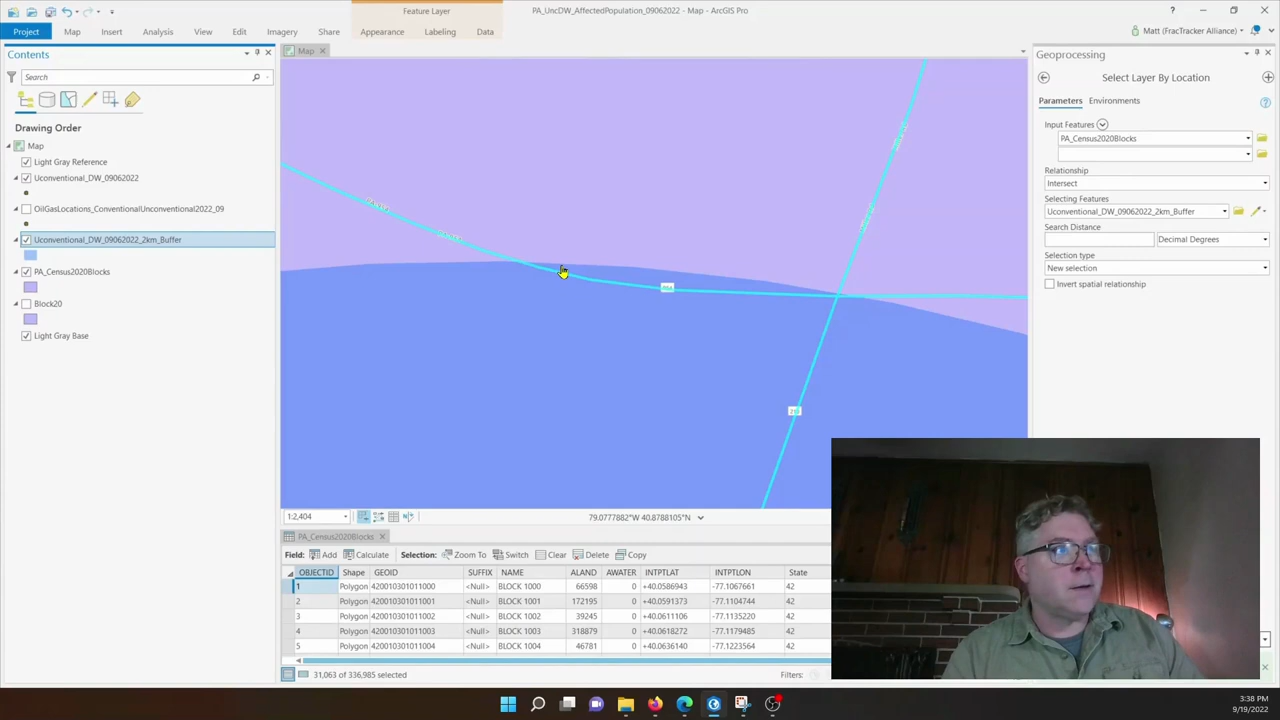 Feature Layer
PA_UncDW_AffectedPopulation_09062022 - Map - ArcGIS Pro
?
Project Map Insert Analysis View Edit Imagery Share Appearance Labeling Data
Matt (FracTracker Alliance)
Contents
Map
Geoprocessing
Search
Select Layer By Location
Parameters Environments
Drawing Order
Map
Light Gray Reference
Uconventional_DW_09062022
OilGasLocations_ConventionalUnconventional2022_09
Uconventional_DW_09062022_2km_Buffer
PA_Census2020Blocks
Block20
Light Gray Base
Input Features
PA_Census2020Blocks
Relationship
Intersect
Selecting Features
Uconventional_DW_09062022_2km_Buffer
Search Distance
Decimal Degrees
Selection type
New selection
Invert spatial relationship
1:2,404
79.0777882°W 40.8788105°N
PA_Census2020Blocks
Field: Add Calculate Selection: Zoom To Switch Clear Delete Copy
OBJECTID Shape GEOID SUFFIX NAME ALAND AWATER INTPTLAT INTPTLON State
1 Polygon 420010301011000 <Null> BLOCK 1000 66598 0 +40.0586943 -77.1067661 42
2 Polygon 420010301011001 <Null> BLOCK 1001 172195 0 +40.0591373 -77.1104744 42
3 Polygon 420010301011002 <Null> BLOCK 1002 39245 0 +40.0611106 -77.1135220 42
4 Polygon 420010301011003 <Null> BLOCK 1003 318879 0 +40.0618272 -77.1179485 42
5 Polygon 420010301011004 <Null> BLOCK 1004 46781 0 +40.0636140 -77.1223564 42
31,063 of 336,985 selected
Filters:
3:38 PM
9/19/2022